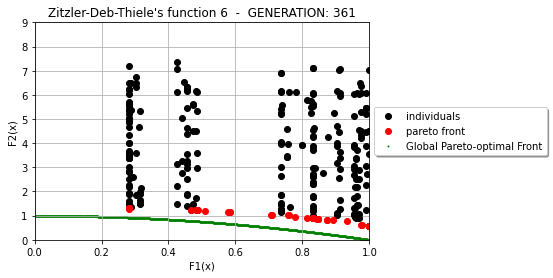 Zitzler-Deb-Thiele's function 6 - GENERATION: 361
9
8
7
6
5
4
3
2
1
0
F2(x)
0.0 0.2 0.4 0.6 0.8 1.0
F1(x)
individuals
pareto front
Global Pareto-optimal Front